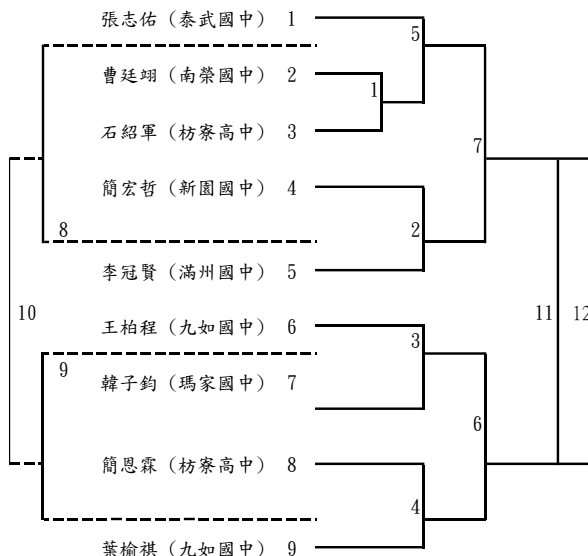 張志佑(泰武國中) 1
5
曹廷翊(南榮國中) 2
1
石紹軍(枋寮高中) 3
7
簡宏哲(新園國中) 4
8
2
李冠賢(滿州國中) 5
10
11
12
王柏程(九如國中) 6
3
9
韓子鈞(瑪家國中) 7
6
簡恩霖(枋寮高中) 8
4
葉榆祺(九如國中) 9